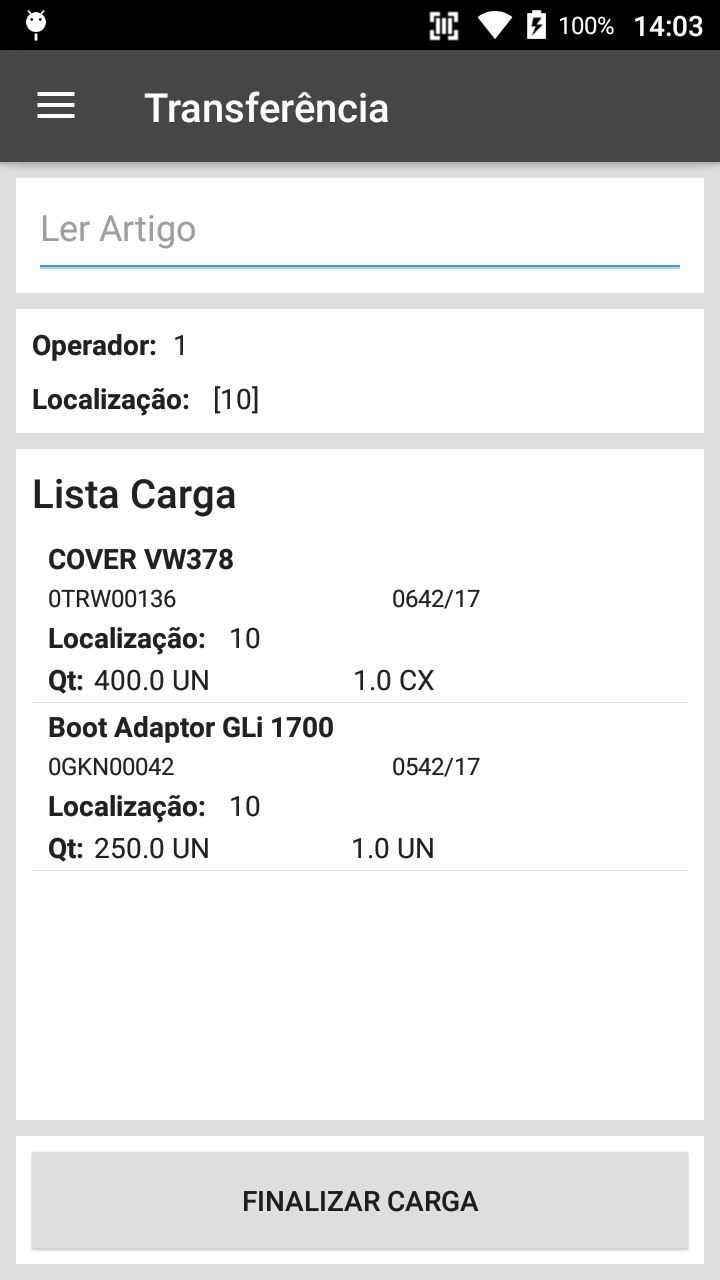 100% 14:03
Transferência
Ler Artigo
Operador: 1
Localização: [10]
Lista Carga
COVER VW378
0TRW00136 0642/17
Localização: 10
Qt: 400.0 UN 1.0 CX
Boot Adaptor GLi 1700
0GKN00042 0542/17
Localização: 10
Qt: 250.0 UN 1.0 UN
FINALIZAR CARGA